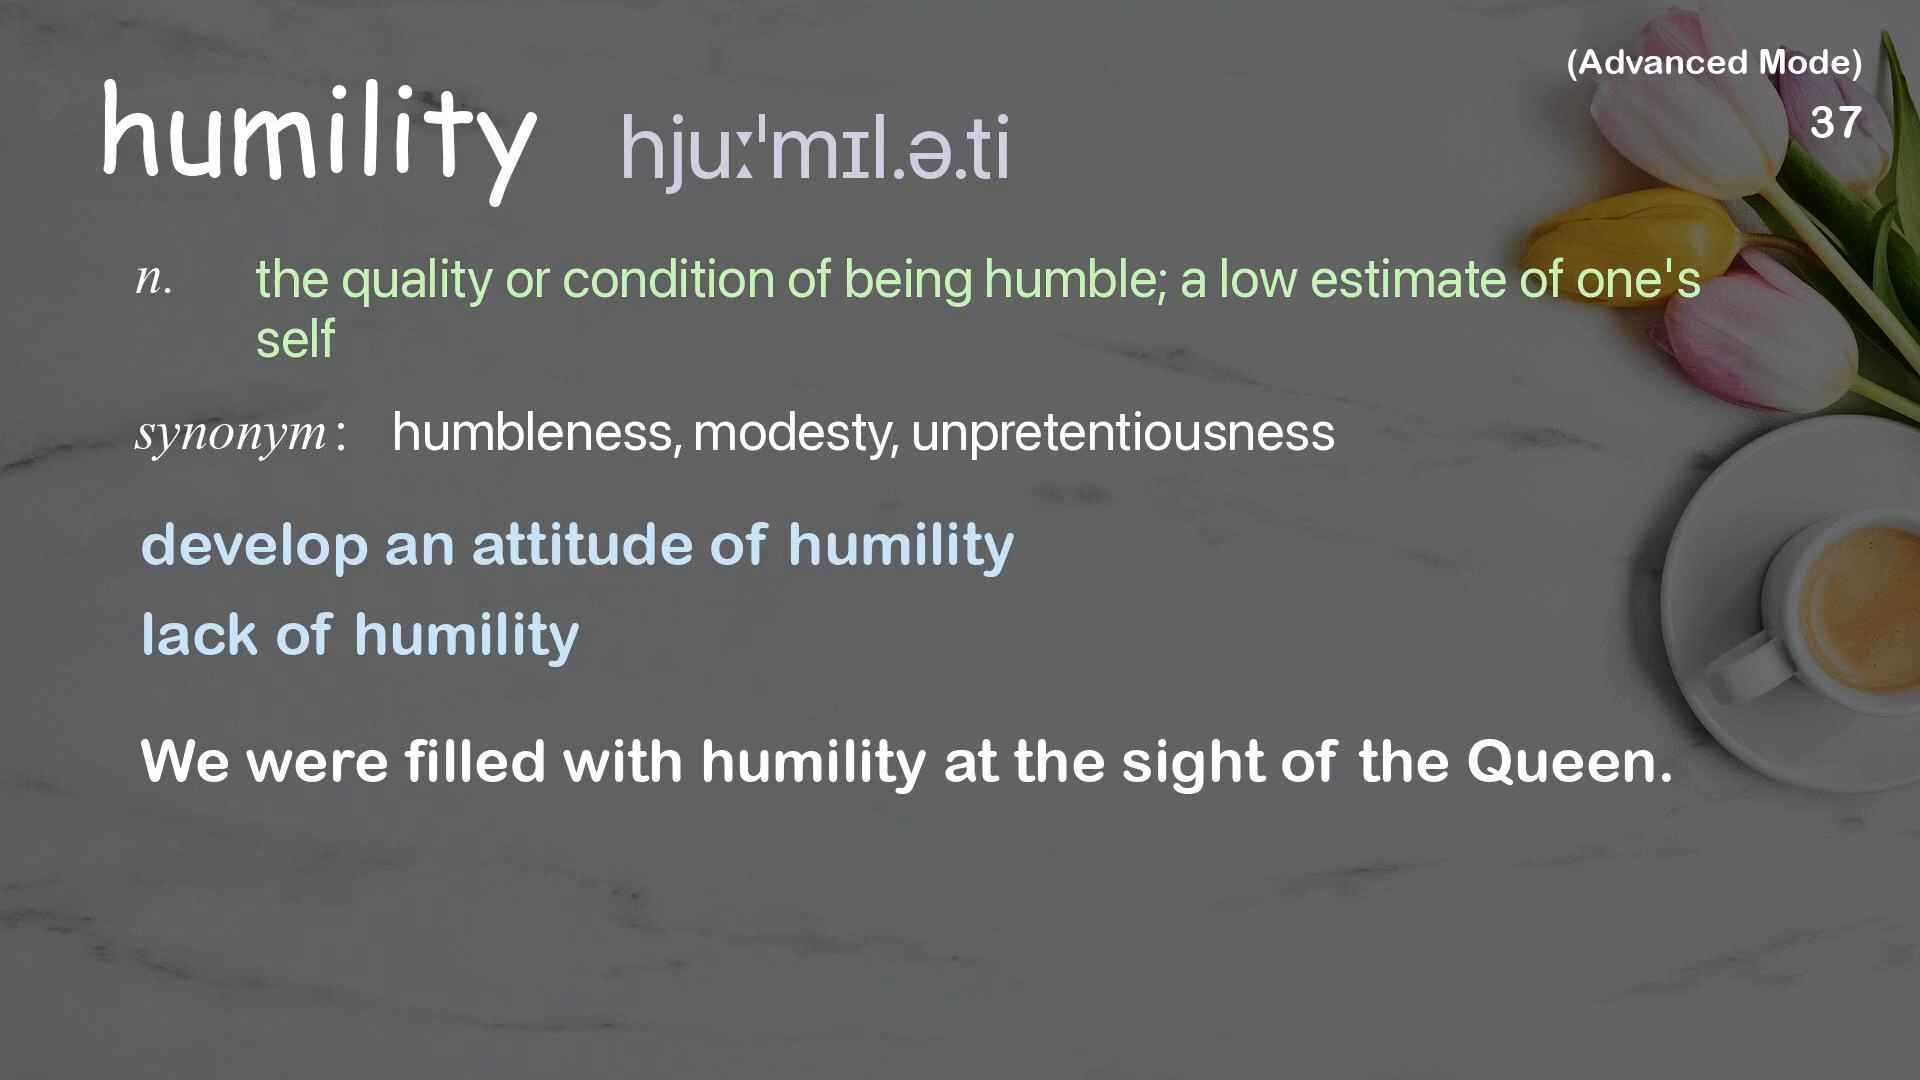 (Advanced Mode)
37
humility hjuːˈmɪl.ə.ti
n. the quality or condition of being humble; a low estimate of one's
self
synonym: humbleness, modesty, unpretentiousness
develop an attitude of humility
lack of humility
We were filled with humility at the sight of the Queen.